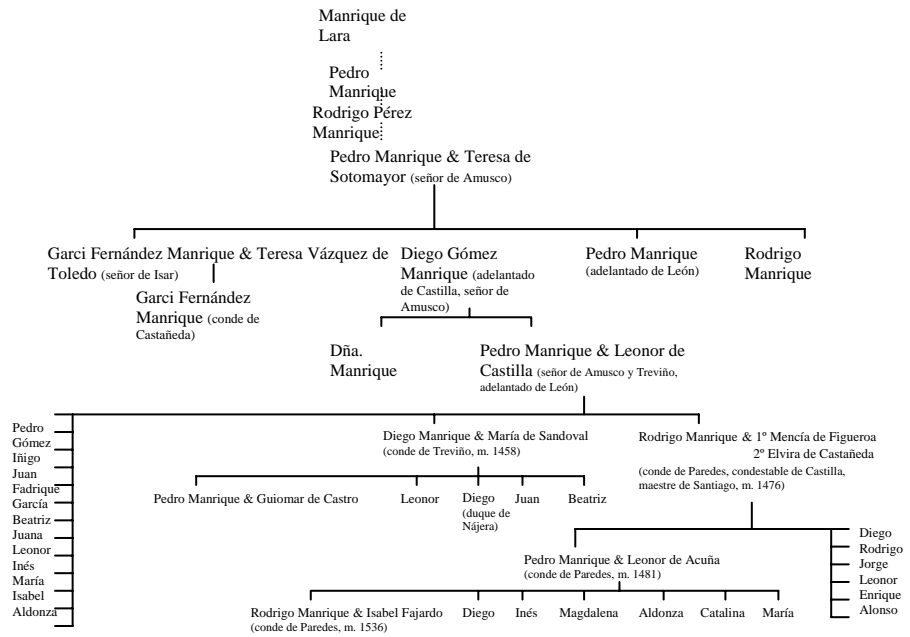 Manrique de
Lara
Pedro
Manrique
Rodrigo Pérez
Manrique
Pedro Manrique & Teresa de
Sotomayor (señor de Amusco)
Garci Fernández Manrique & Teresa Vázquez de
Toledo (señor de Isar)
Garci Fernández
Manrique (conde de
Castañeda)
Diego Gómez
Manrique (adelantado
de Castilla, señor de
Amusco)
Pedro Manrique
(adelantado de León)
Rodrigo
Manrique
Dña.
Manrique
Pedro Manrique & Leonor de
Castilla (señor de Amusco y Treviño,
adelantado de León)
Pedro
Gómez
Iñigo
Juan
Fadrique
García
Beatriz
Juana
Leonor
Inés
María
Isabel
Aldonza
Diego Manrique & María de Sandoval
(conde de Treviño, m. 1458)
Rodrigo Manrique & 1º Mencía de Figueroa
2º Elvira de Castañeda
(conde de Paredes, condestable de Castilla,
maestre de Santiago, m. 1476)
Pedro Manrique & Guiomar de Castro
Leonor
Diego
(duque de
Nájera)
Juan
Beatriz
Pedro Manrique & Leonor de Acuña
(conde de Paredes, m. 1481)
Diego
Rodrigo
Jorge
Leonor
Enrique
Alonso
Rodrigo Manrique & Isabel Fajardo
(conde de Paredes, m. 1536)
Diego
Inés
Magdalena
Aldonza
Catalina
María